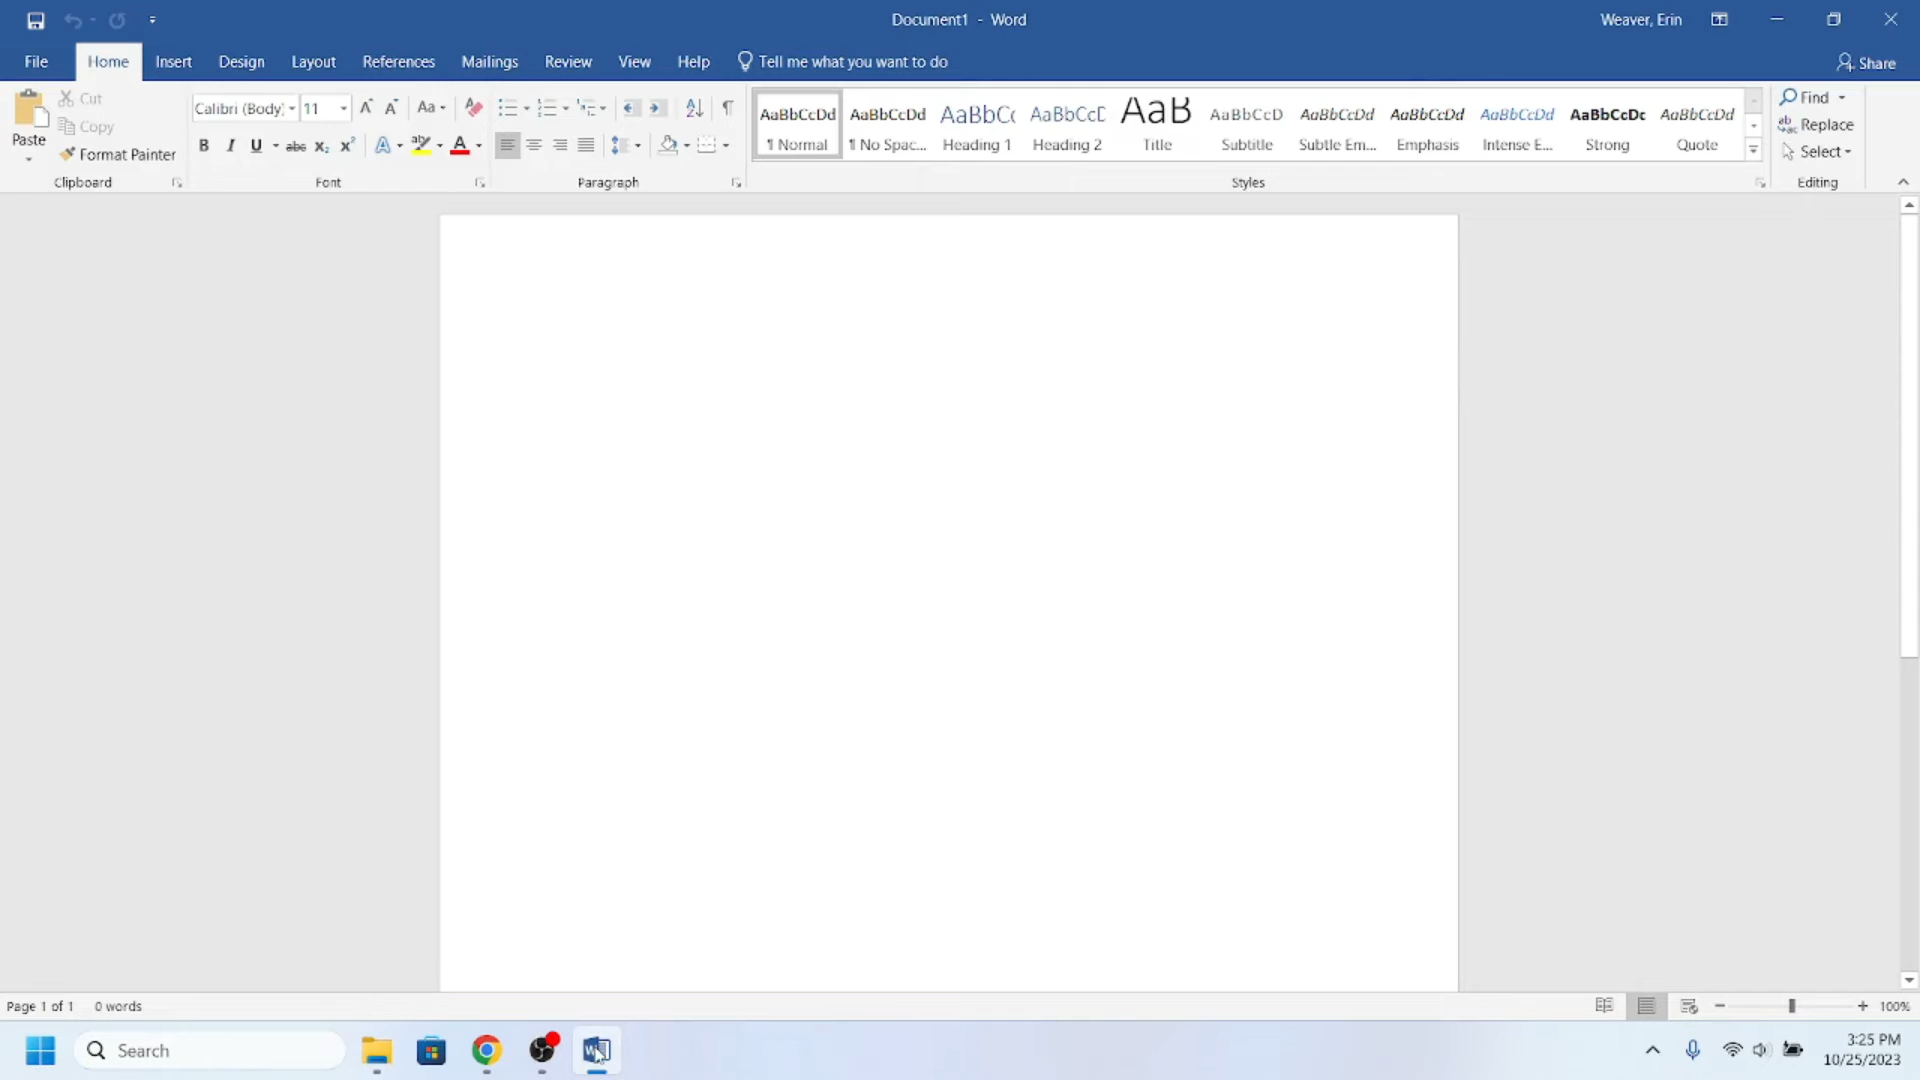 Document1 - Word
Weaver, Erin
File Home Insert Design Layout References Mailings Review View Help Tell me what you want to do
Share
Paste
Cut
Copy
Format Painter
Clipboard
Calibri (Body) 11
Aa
B I U abc X₂ X²
A
Font
Paragraph
AaBbCcDd AaBbCcDd AaBbC AaBbCcD AaB AaBbCcD AaBbCcDd AaBbCcDd AaBbCcDd AaBbCcDc AaBbCcDd
¶ Normal ¶ No Spac... Heading 1 Heading 2 Title Subtitle Subtle Em... Emphasis Intense E... Strong Quote
Styles
Find
Replace
Select
Editing
Page 1 of 1 0 words
100%
Search
3:25 PM
10/25/2023